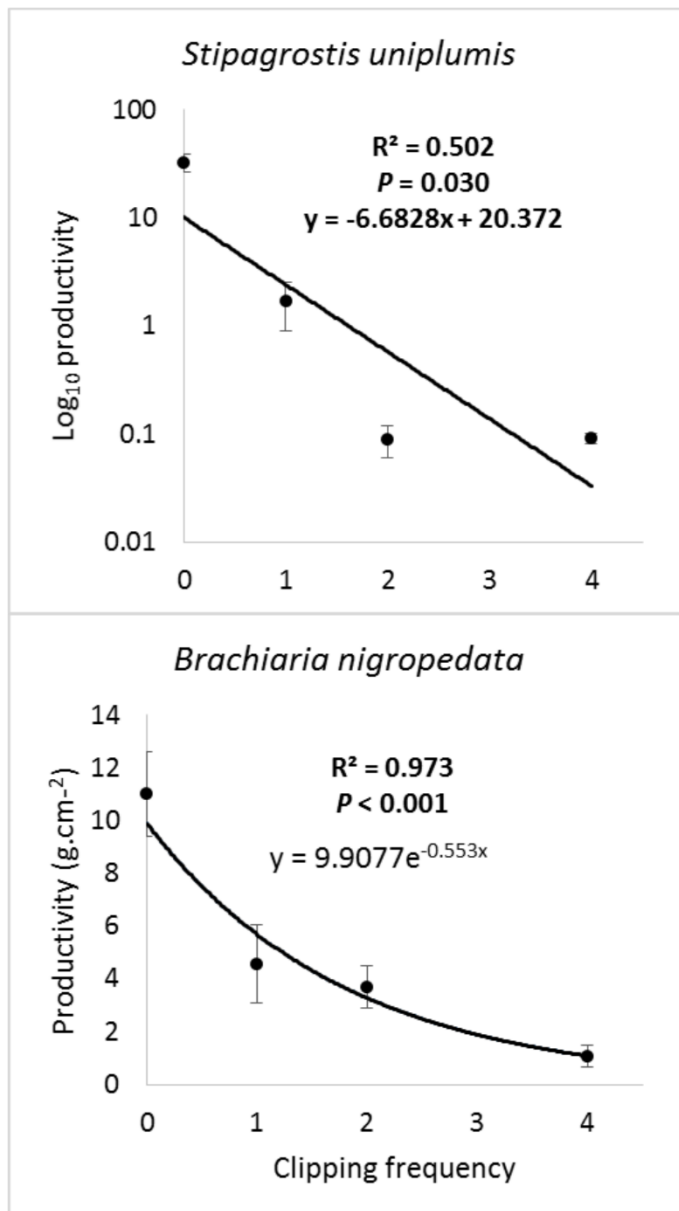 Stipagrostis uniplumis
R² = 0.502
P = 0.030
y = -6.6828x + 20.372
Log₁₀ productivity
100
10
1
0.1
0.01
0 1 2 3 4
Brachiaria nigropedata
R² = 0.973
P < 0.001
y = 9.9077e⁻⁰·⁵⁵³ˣ
Productivity (g.cm-²)
14
12
10
8
6
4
2
0
0 1 2 3 4
Clipping frequency